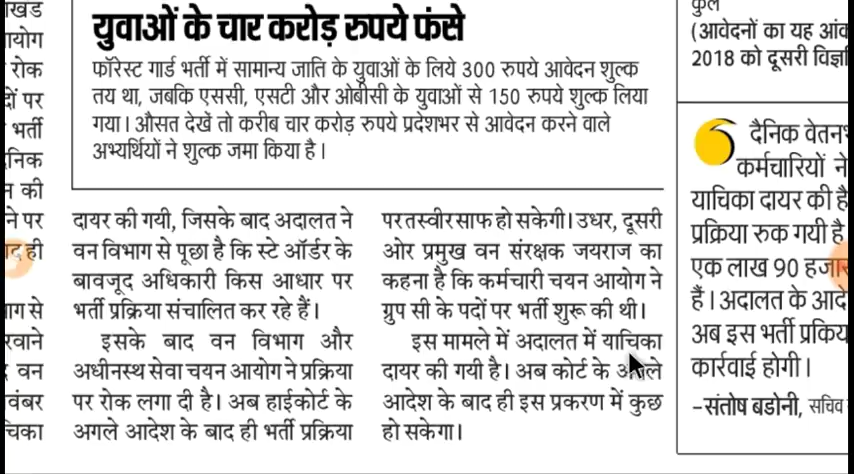 युवाओं के चार करोड़ रुपये फंसे
फॉरेस्ट गार्ड भर्ती में सामान्य जाति के युवाओं के लिये 300 रुपये आवेदन शुल्क
तय था, जबकि एससी, एसटी और ओबीसी के युवाओं से 150 रुपये शुल्क लिया
गया। औसत देखें तो करीब चार करोड़ रुपये प्रदेशभर से आवेदन करने वाले
अभ्यर्थियों ने शुल्क जमा किया है।
रोक
पर
भर्ती
की
पर
ही
से
वन
दायर की गयी, जिसके बाद अदालत ने
वन विभाग से पूछा है कि स्टे ऑर्डर के
बावजूद अधिकारी किस आधार पर
भर्ती प्रक्रिया संचालित कर रहे हैं।
इसके बाद वन विभाग और
अधीनस्थ सेवा चयन आयोग ने प्रक्रिया
पर रोक लगा दी है। अब हाईकोर्ट के
अगले आदेश के बाद ही भर्ती प्रक्रिया
पर तस्वीर साफ हो सकेगी। उधर, दूसरी
ओर प्रमुख वन संरक्षक जयराज का
कहना है कि कर्मचारी चयन आयोग ने
ग्रुप सी के पदों पर भर्ती शुरू की थी।
इस मामले में अदालत में याचिका
दायर की गयी है। अब कोर्ट के अगले
आदेश के बाद ही इस प्रकरण में कुछ
हो सकेगा।
कुल
(आवेदनों का यह
2018 को दूसरी
दैनिक
कर्मचारियों ने
याचिका दायर की है
प्रक्रिया रुक गयी है
एक लाख 90
हैं। अदालत के
अब इस भर्ती
कार्रवाई होगी।
-संतोष बडोनी, सचिव